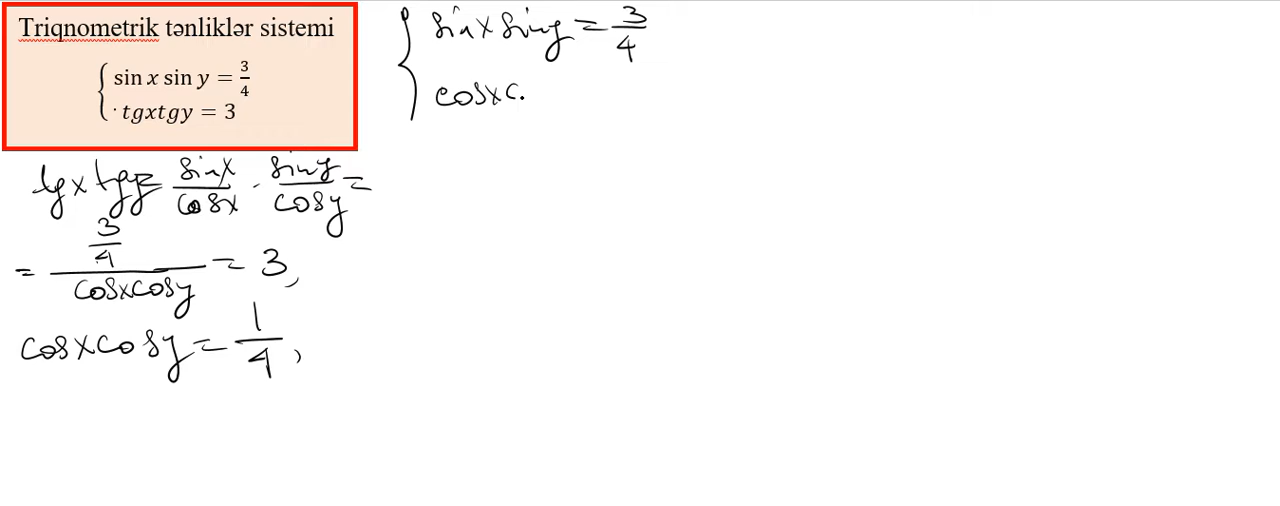 Triqnometrik tənliklər sistemi
{ sin x sin y = 3/4
· tgxtgy = 3
{ sinx siny = 3/4
cosx c.
tgx tgy = sinx/cosx · siny/cosy =
= (3/4)/(cosxcosy) = 3,
cosxcosy = 1/4,